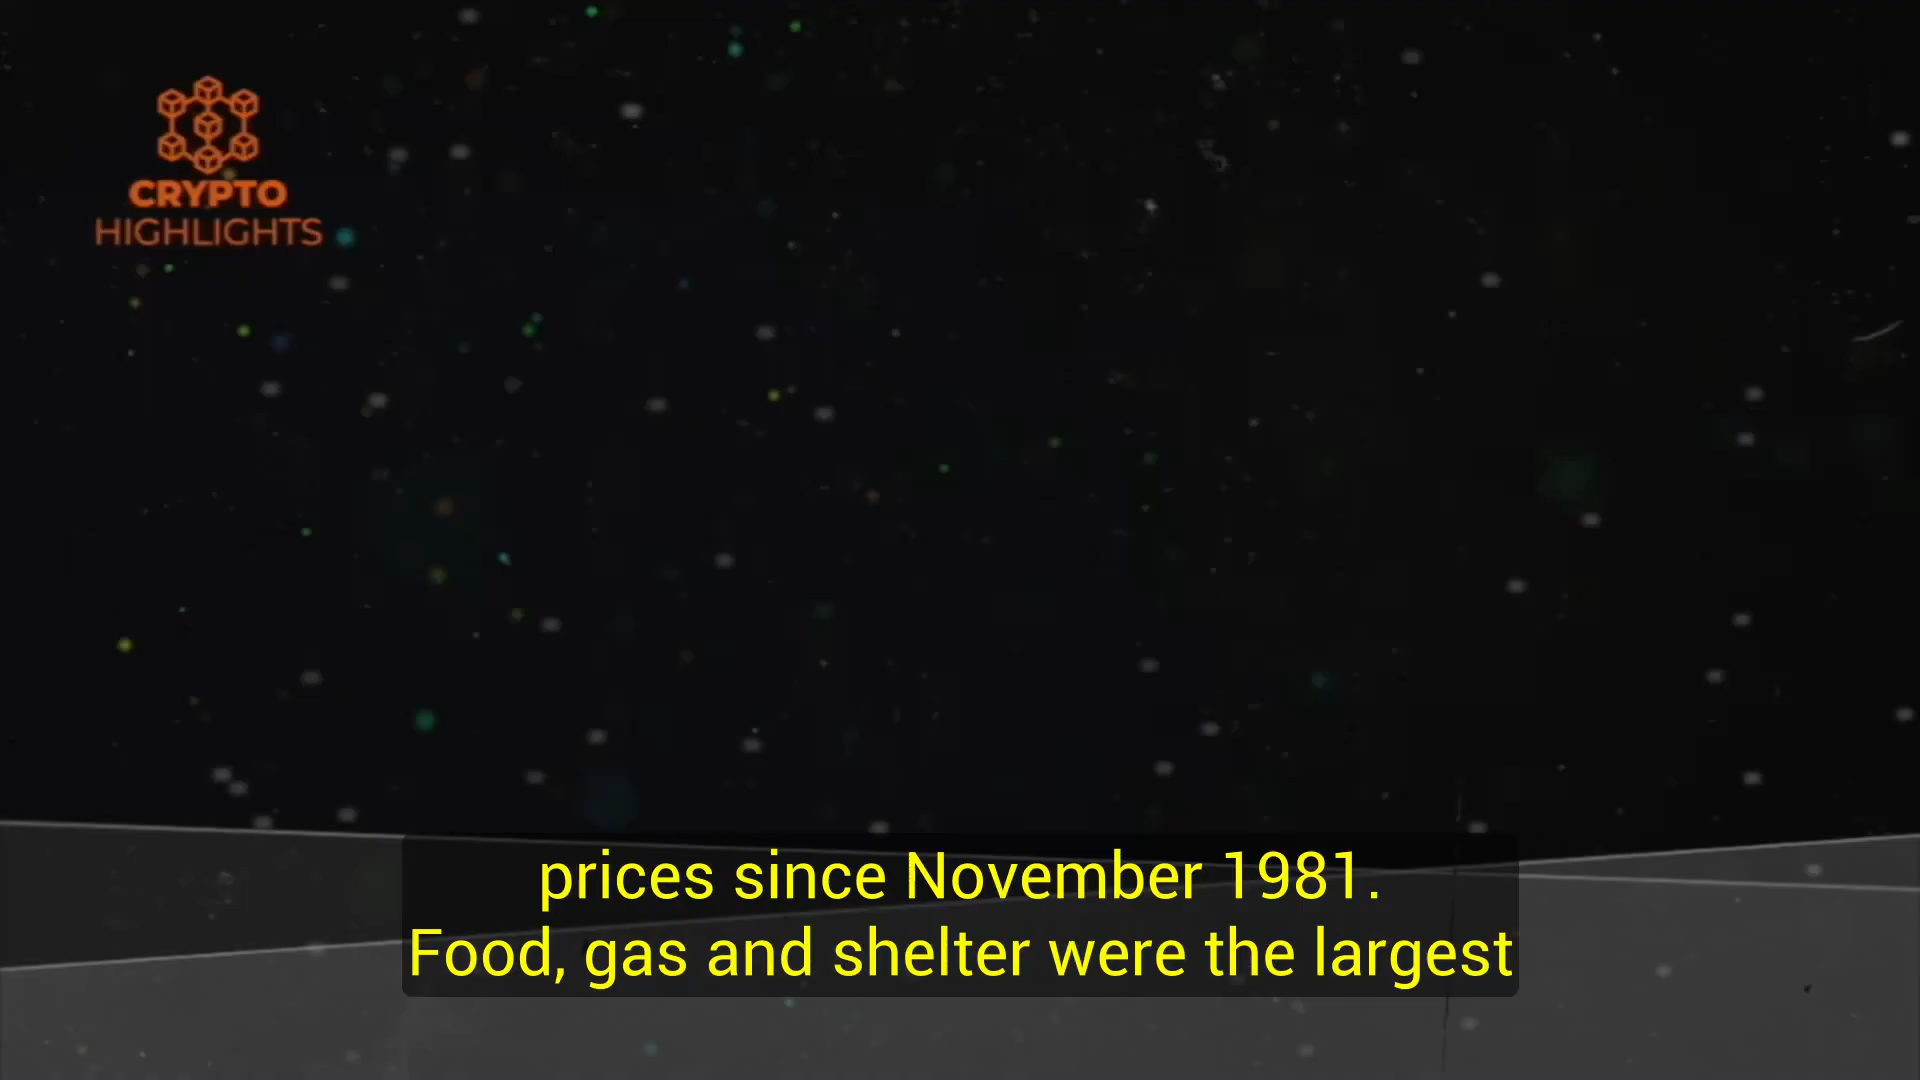 CRYPTO
HIGHLIGHTS
prices since November 1981.
Food, gas and shelter were the largest